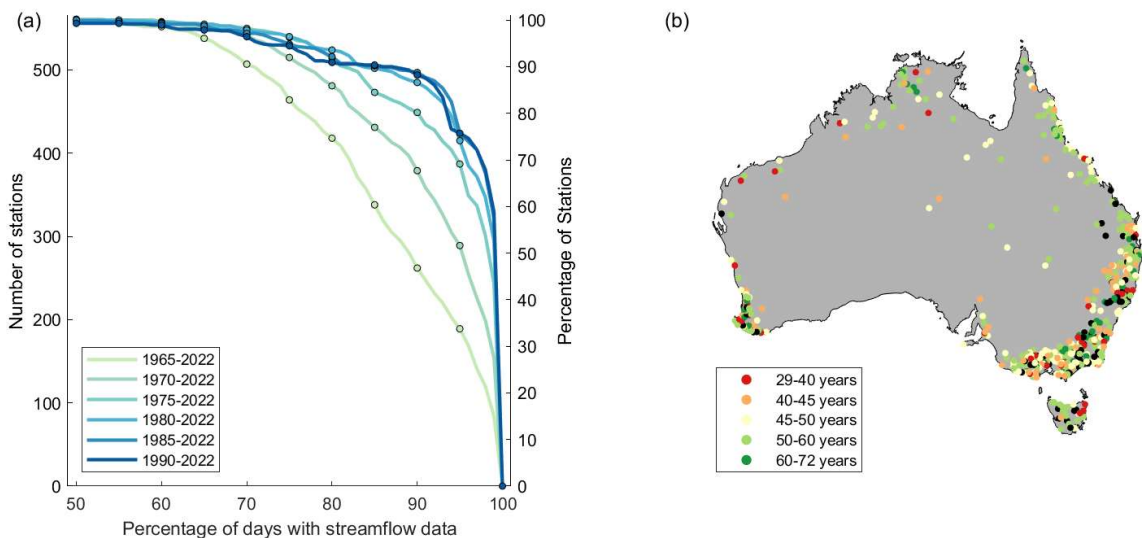 (a)
Number of stations
0
100
200
300
400
500
50
60
70
80
90
100
Percentage of days with streamflow data
0
10
20
30
40
50
60
70
80
90
100
Percentage of Stations
1965-2022
1970-2022
1975-2022
1980-2022
1985-2022
1990-2022
(b)
29-40 years
40-45 years
45-50 years
50-60 years
60-72 years